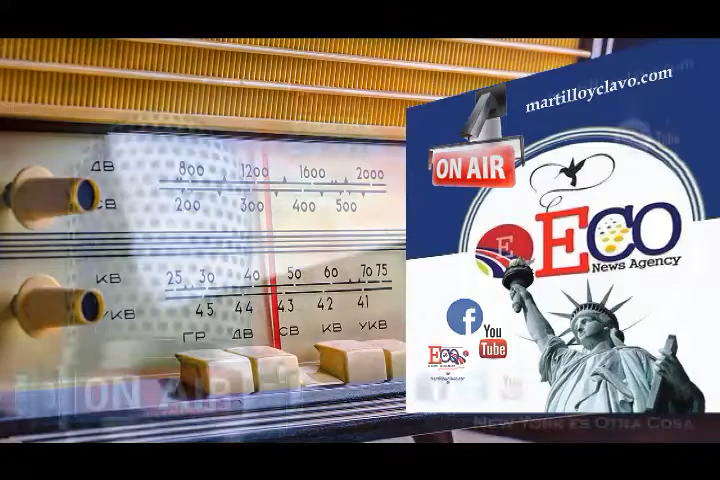 martilloyclavo.com
ON AIR
E
ECO
News Agency
f
You
Tube
ДВ
800 1200 1600 2000
СВ
200 300 400 500
КВ
25 30 40 50 60 70 75
УКВ
45 44 43 42 41
ГР ДВ СВ КВ УКВ
ON AIR
New York es Otra Cosa